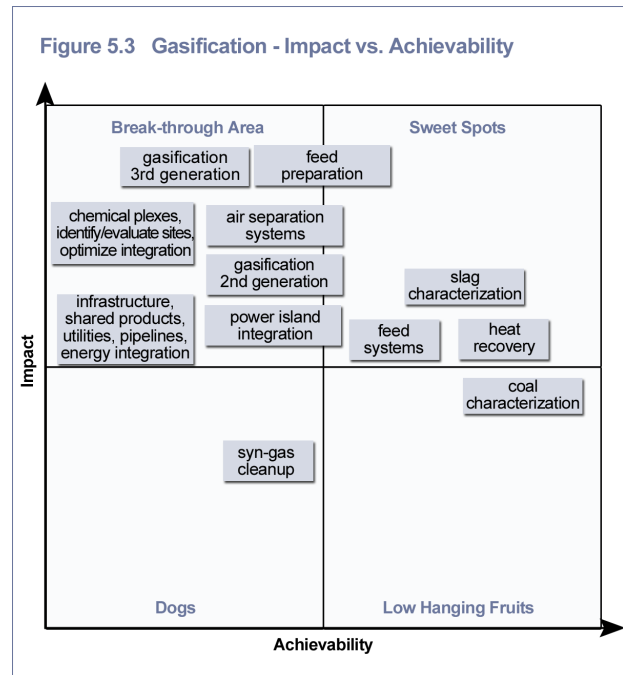 Figure 5.3 Gasification - Impact vs. Achievability
Break-through Area
Sweet Spots
gasification
3rd generation
feed
preparation
chemical plexes,
identify/evaluate sites,
optimize integration
air separation
systems
gasification
2nd generation
slag
characterization
infrastructure,
shared products,
utilities, pipelines,
energy integration
power island
integration
feed
systems
heat
recovery
Impact
coal
characterization
syn-gas
cleanup
Dogs
Low Hanging Fruits
Achievability